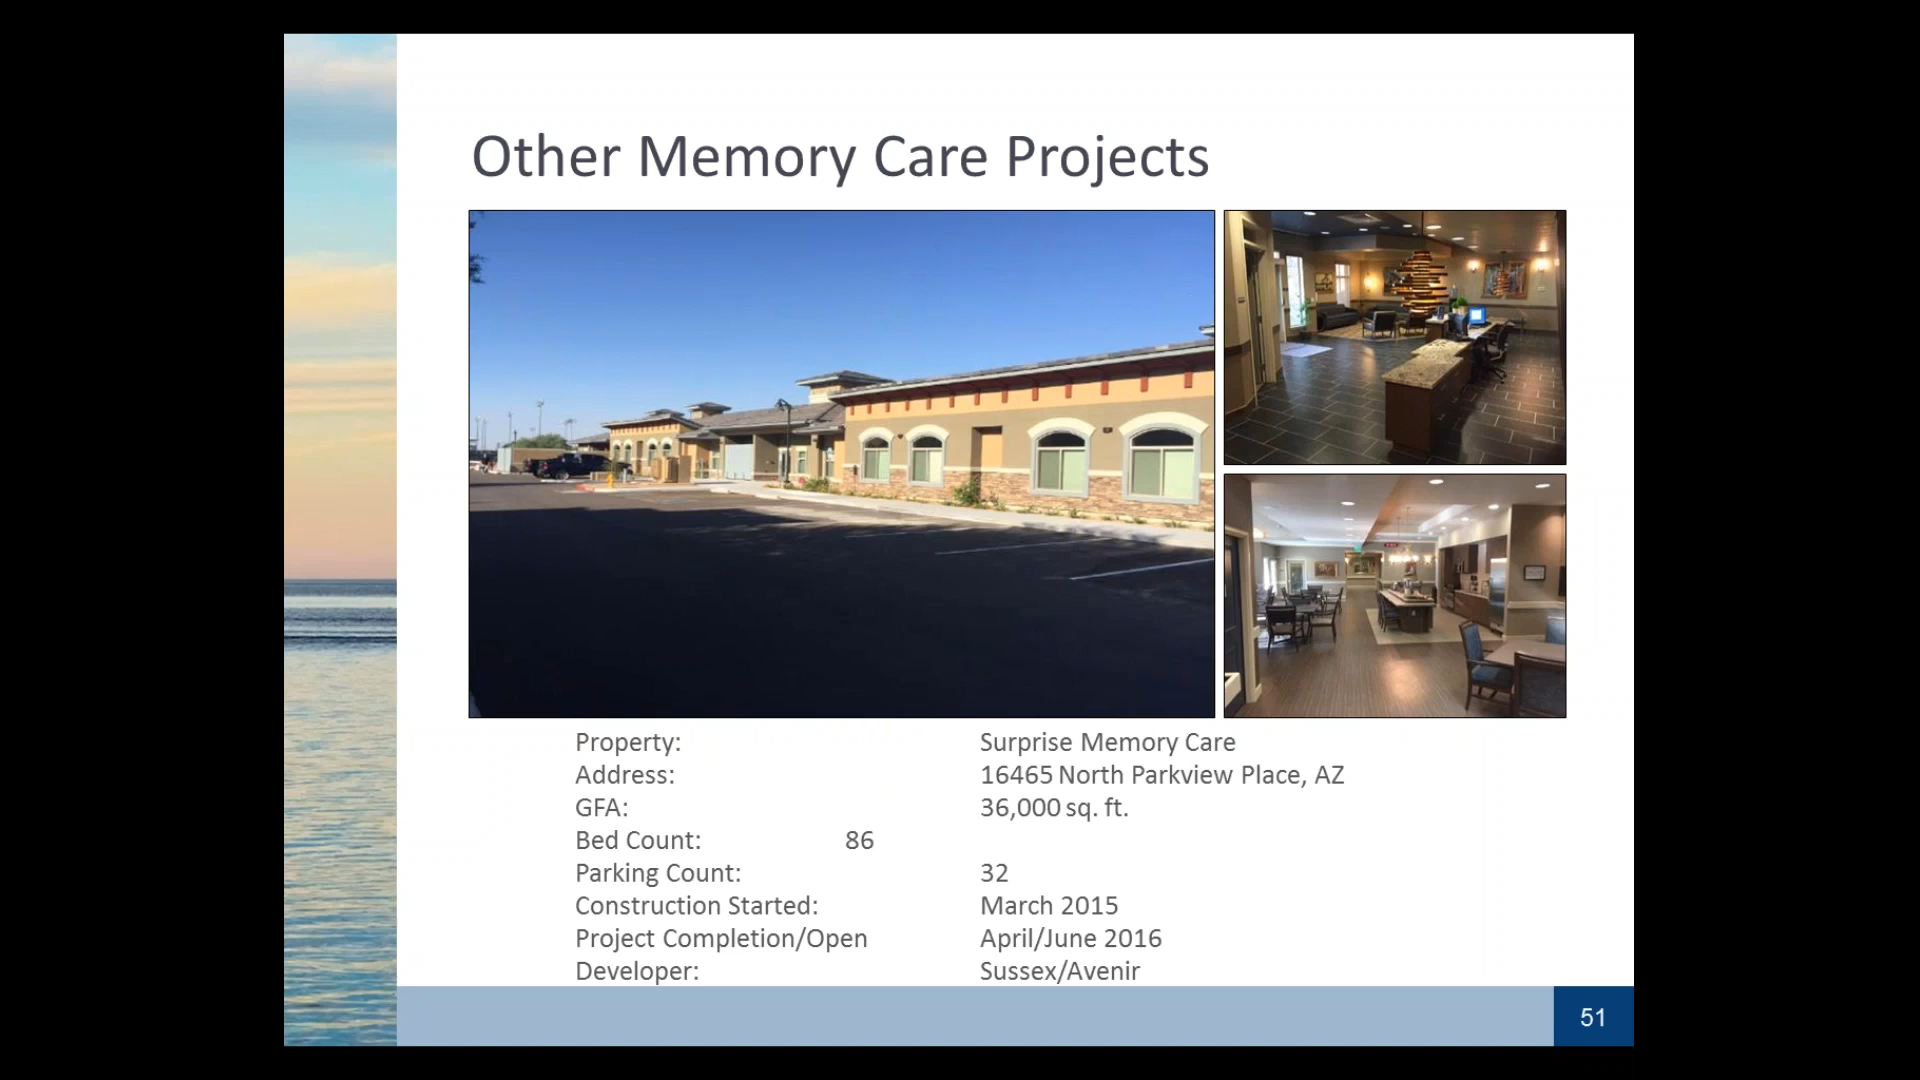 Other Memory Care Projects
Property: Surprise Memory Care
Address: 16465 North Parkview Place, AZ
GFA: 36,000 sq. ft.
Bed Count: 86
Parking Count: 32
Construction Started: March 2015
Project Completion/Open April/June 2016
Developer: Sussex/Avenir
51